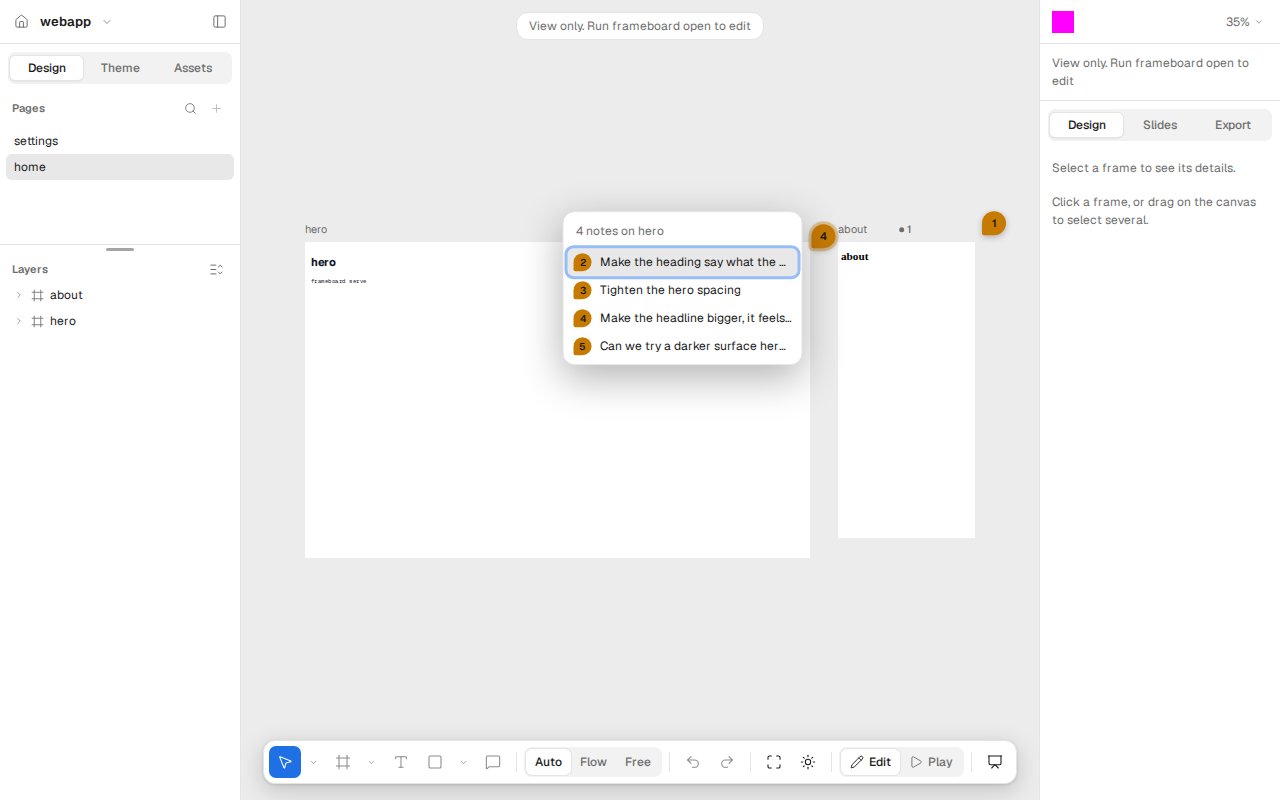 webapp
View only. Run frameboard open to edit
35%
Design
Theme
Assets
View only. Run frameboard open to
edit
Pages
Design
Slides
Export
settings
home
Select a frame to see its details.
Click a frame, or drag on the canvas
to select several.
Layers
about
hero
hero
4 notes on hero
4
about
1
1
hero
frameboard serve
2 Make the heading say what the …
3 Tighten the hero spacing
4 Make the headline bigger, it feels…
5 Can we try a darker surface her…
about
Auto
Flow
Free
Edit
Play